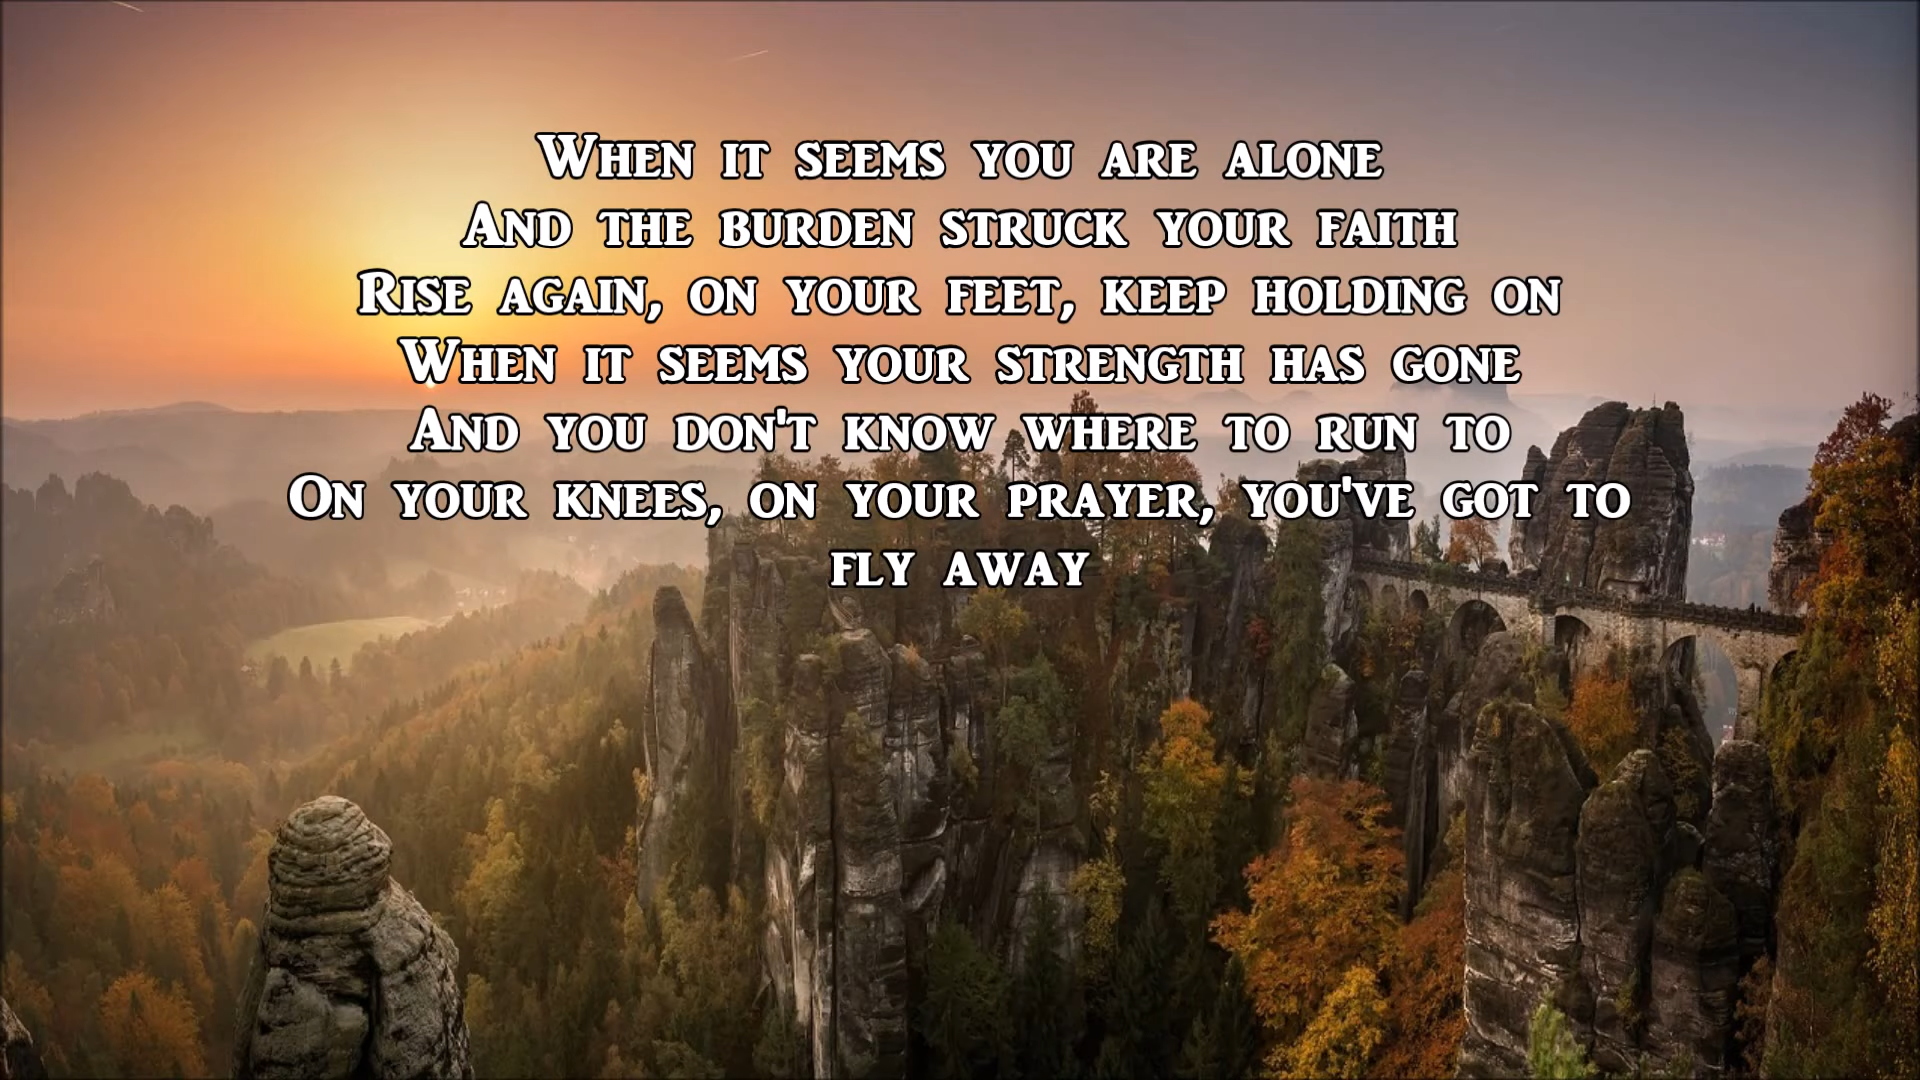 When it seems you are alone
And the burden struck your faith
Rise again, on your feet, keep holding on
When it seems your strength has gone
And you don't know where to run to
On your knees, on your prayer, you've got to
fly away